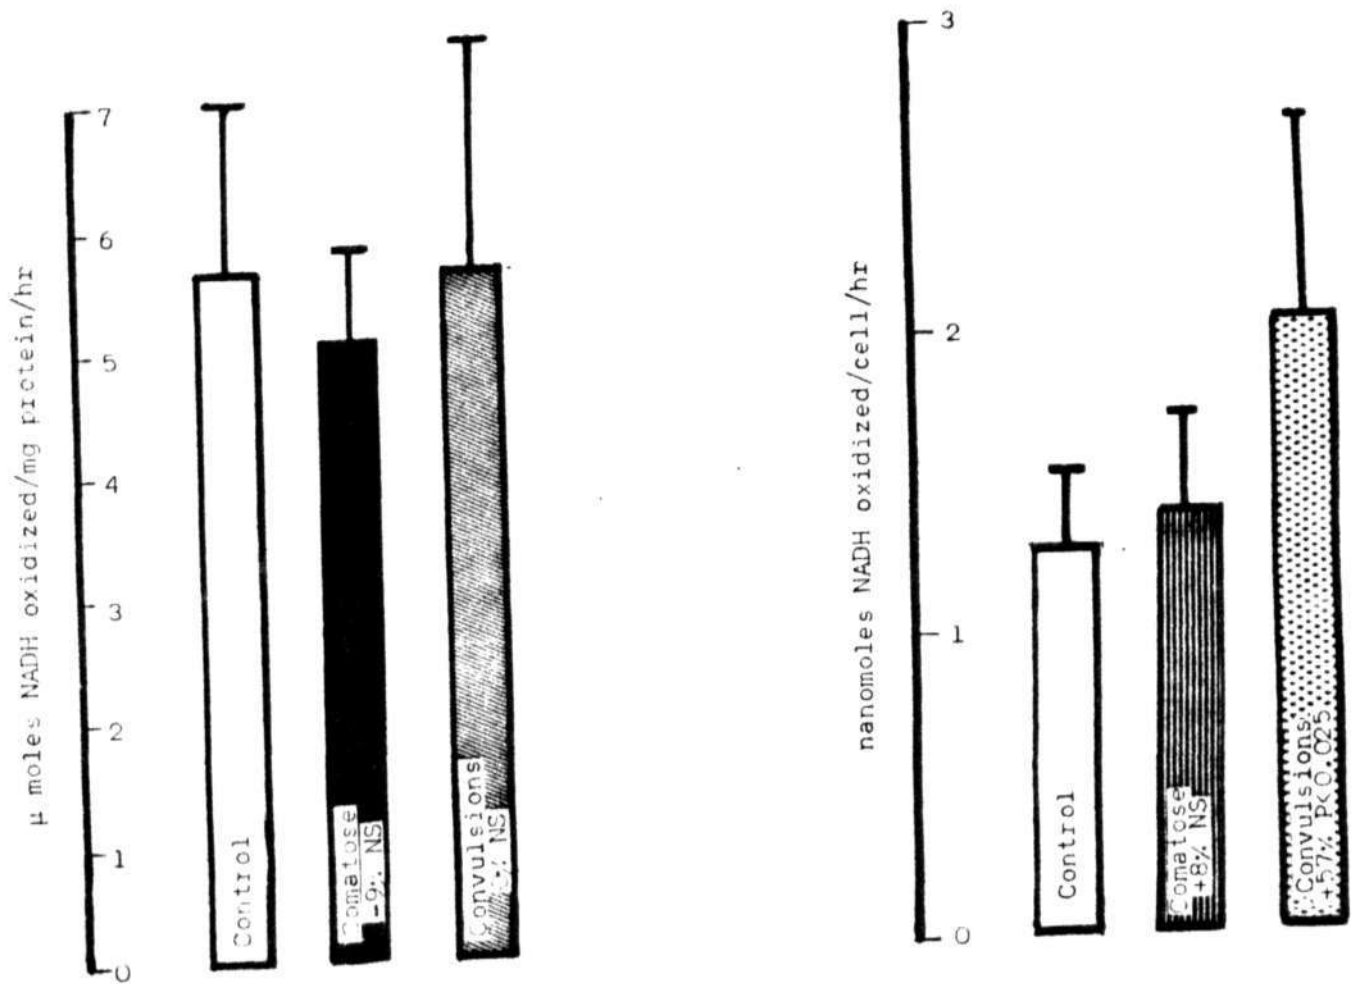 μ moles NADH oxidized/mg protein/hr
7
6
5
4
3
2
1
0
Control
Comatose
-9% NS
Convulsions
% NS
nanomoles NADH oxidized/cell/hr
3
2
1
0
Control
Comatose
+8% NS
Convulsions
+57% P<0.025